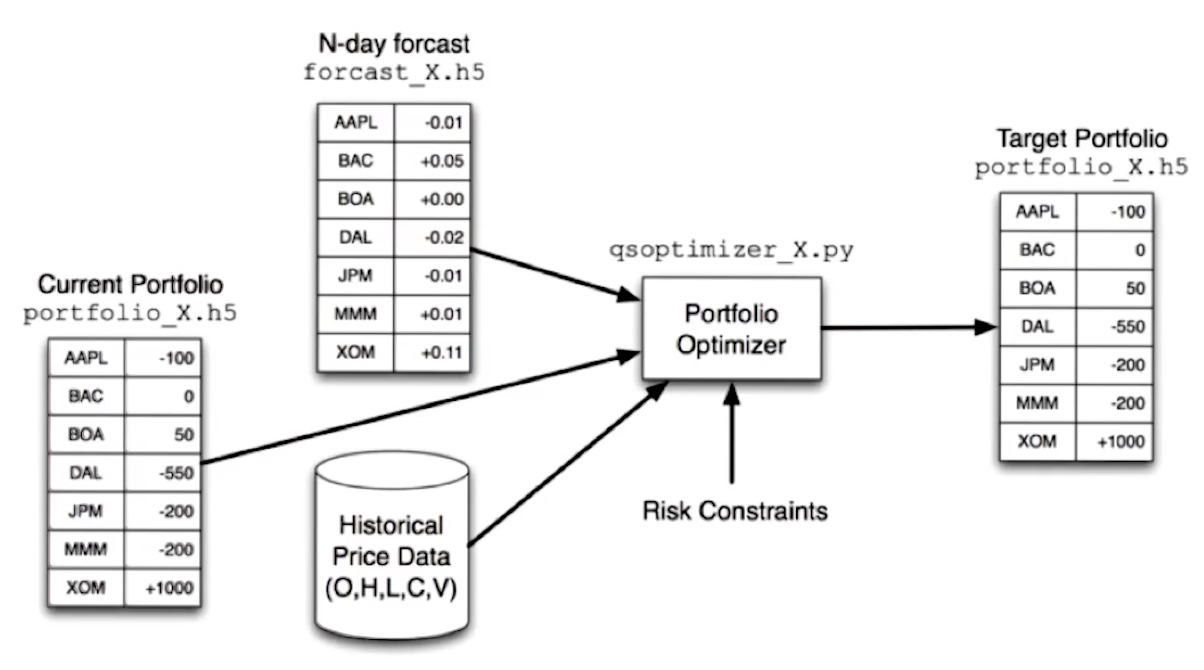 N-day forcast
forcast_X.h5
AAPL -0.01
BAC +0.05
BOA +0.00
DAL -0.02
JPM -0.01
MMM +0.01
XOM +0.11
Target Portfolio
portfolio_X.h5
AAPL -100
BAC 0
BOA 50
DAL -550
JPM -200
MMM -200
XOM +1000
qsoptimizer_X.py
Portfolio
Optimizer
Current Portfolio
portfolio_X.h5
AAPL -100
BAC 0
BOA 50
DAL -550
JPM -200
MMM -200
XOM +1000
Historical
Price Data
(O,H,L,C,V)
Risk Constraints